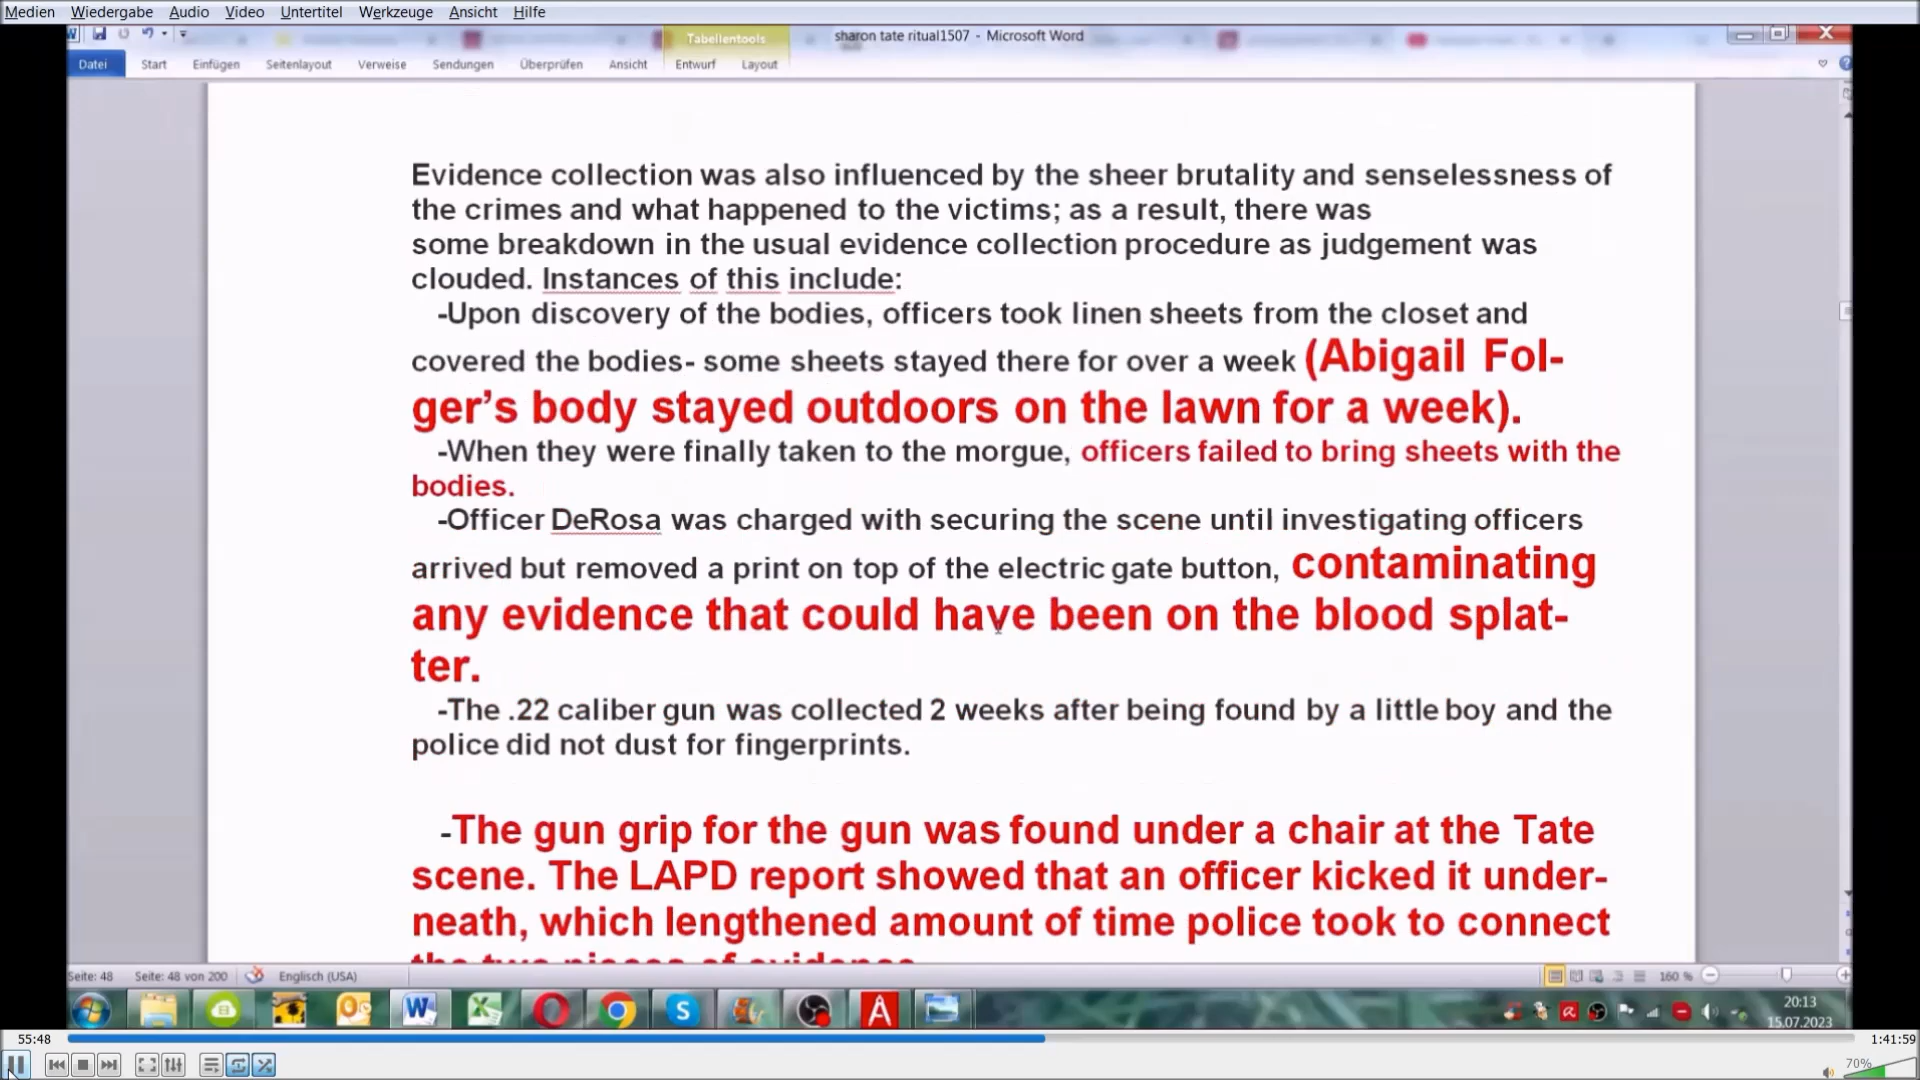 Medien Wiedergabe Audio Video Untertitel Werkzeuge Ansicht Hilfe
Tabellentools
sharon tate ritual1507 - Microsoft Word
Datei Start Einfügen Seitenlayout Verweise Sendungen Überprüfen Ansicht Entwurf Layout
Evidence collection was also influenced by the sheer brutality and senselessness of
the crimes and what happened to the victims; as a result, there was
some breakdown in the usual evidence collection procedure as judgement was
clouded. Instances of this include:
-Upon discovery of the bodies, officers took linen sheets from the closet and
covered the bodies- some sheets stayed there for over a week (Abigail Fol-
ger’s body stayed outdoors on the lawn for a week).
-When they were finally taken to the morgue, officers failed to bring sheets with the
bodies.
-Officer DeRosa was charged with securing the scene until investigating officers
arrived but removed a print on top of the electric gate button, contaminating
any evidence that could have been on the blood splat-
ter.
-The .22 caliber gun was collected 2 weeks after being found by a little boy and the
police did not dust for fingerprints.
-The gun grip for the gun was found under a chair at the Tate
scene. The LAPD report showed that an officer kicked it under-
neath, which lengthened amount of time police took to connect
the two pieces of evidence
Seite: 48 Seite: 48 von 200 Englisch (USA) 160 %
20:13
15.07.2023
55:48 1:41:59
70%